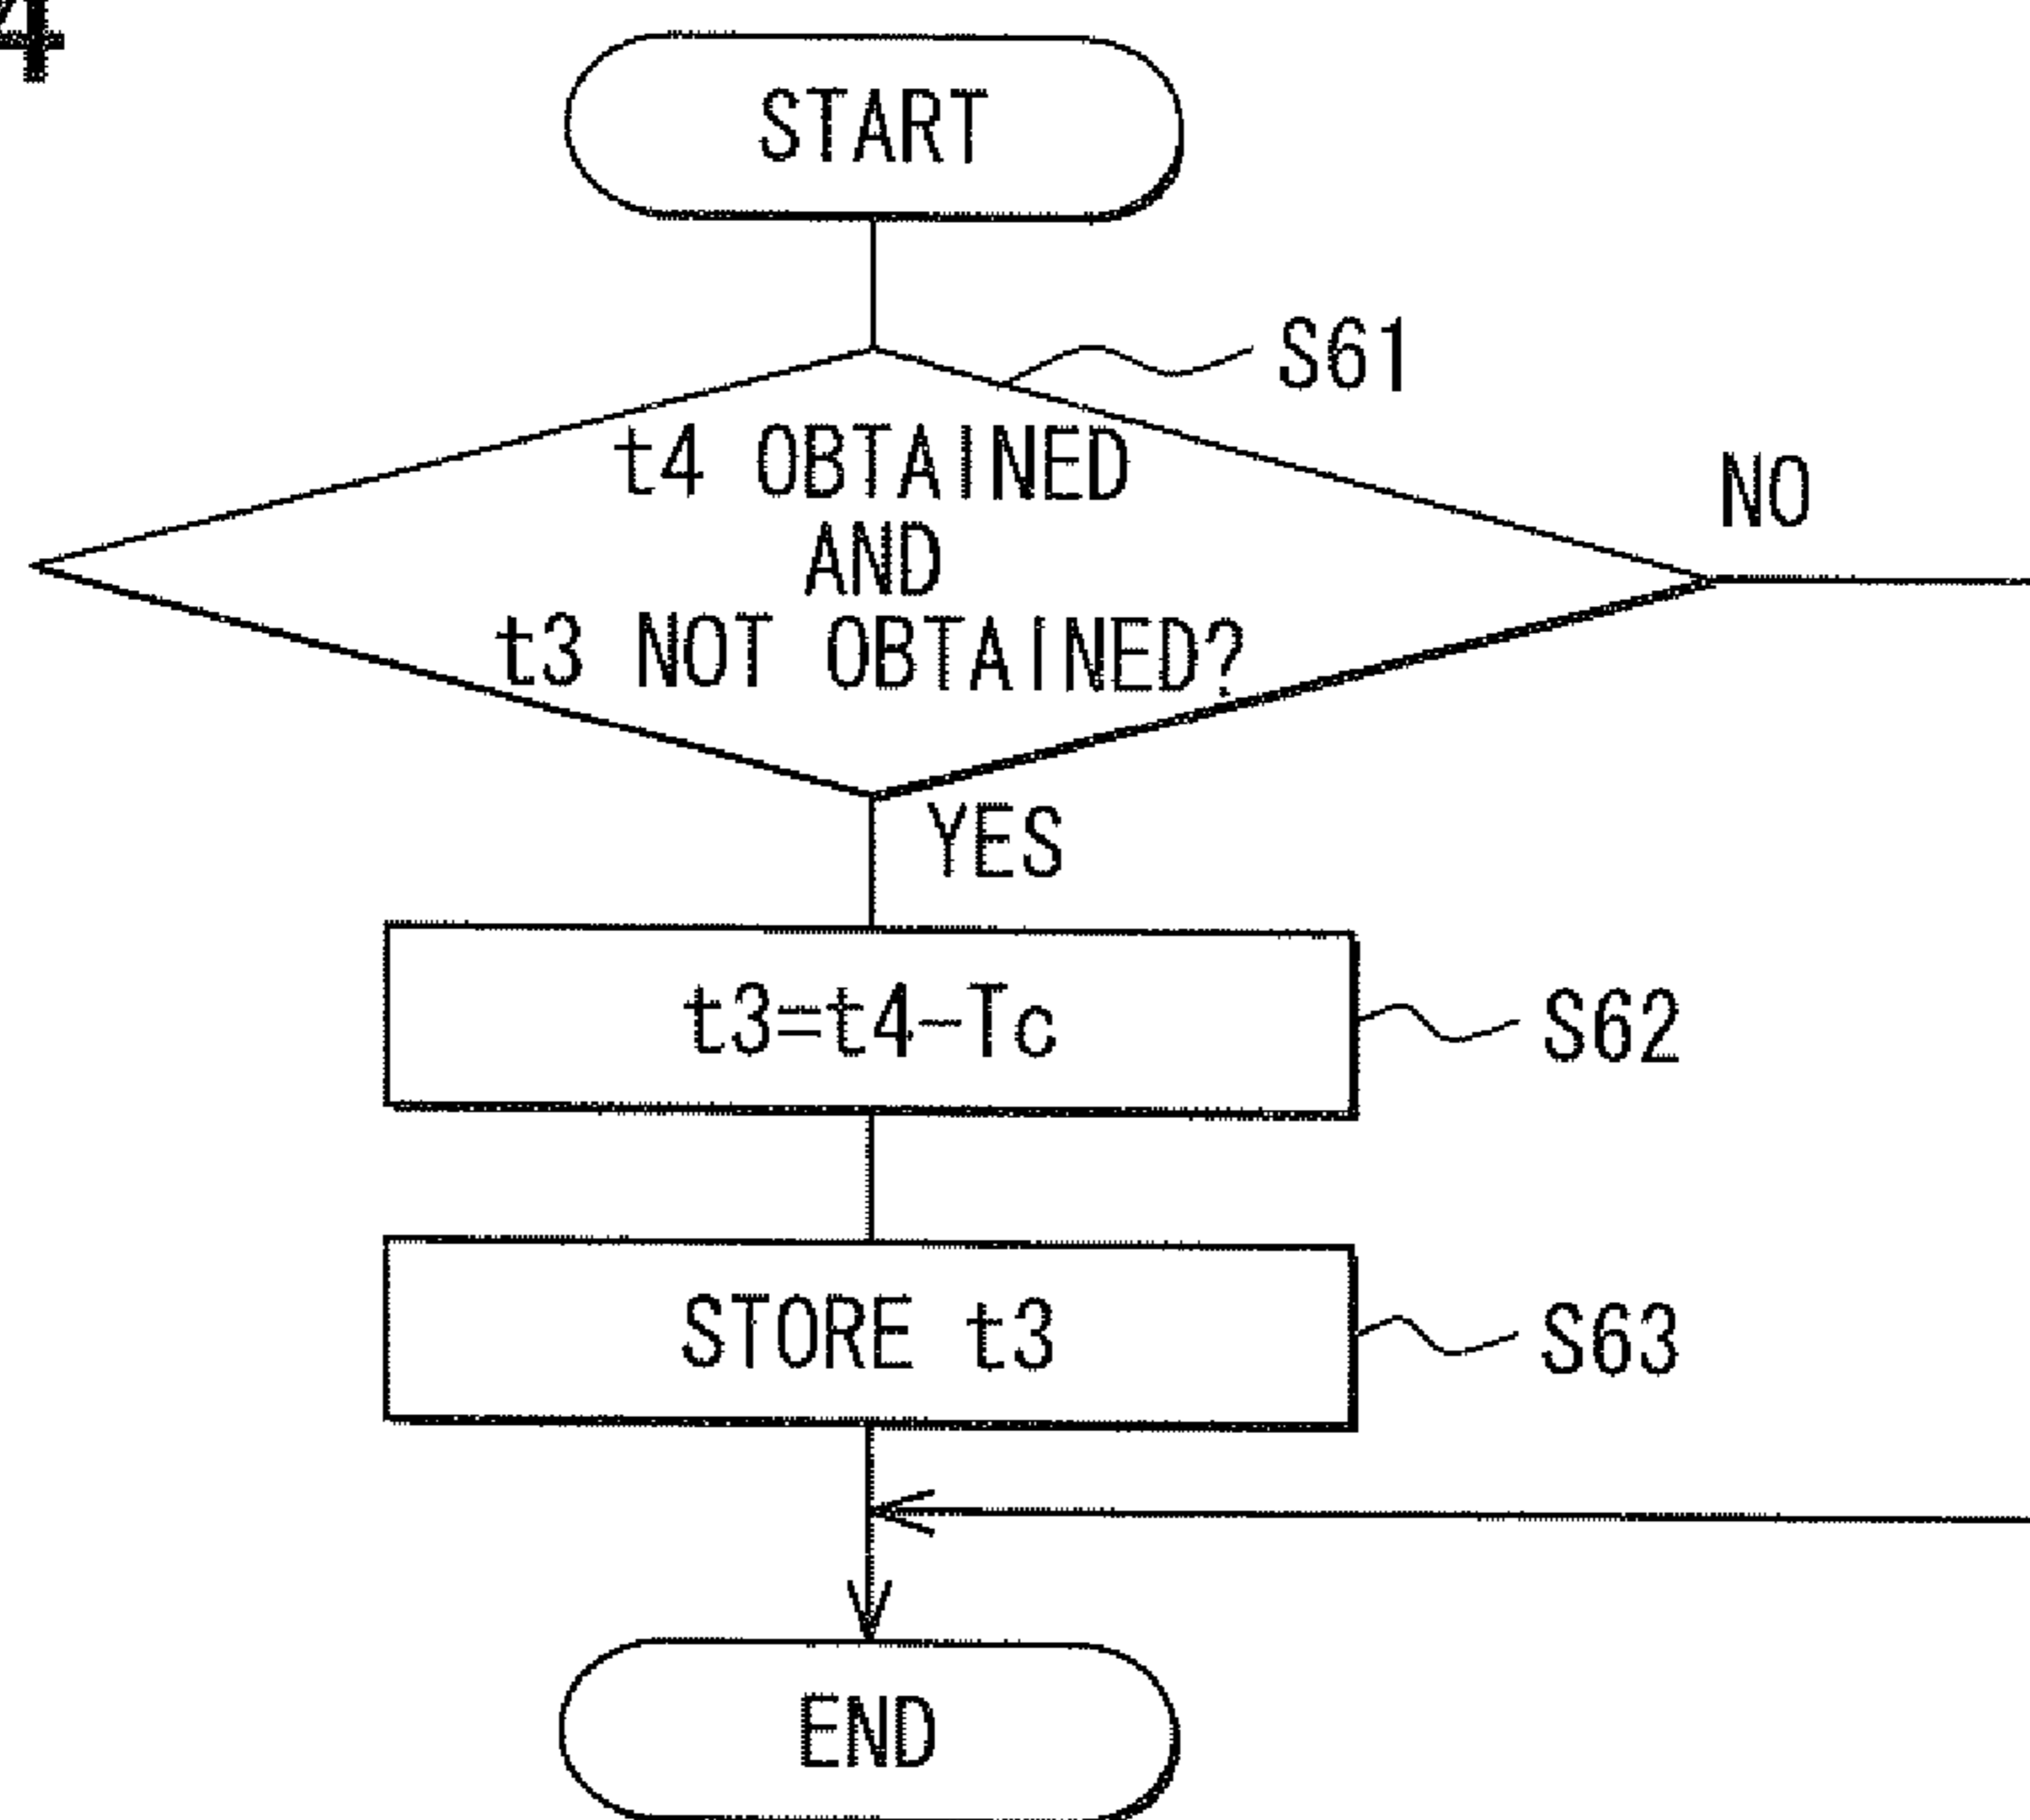 4
START
S61
t4 OBTAINED
AND
t3 NOT OBTAINED?
NO
YES
t3=t4-Tc
S62
STORE t3
S63
END